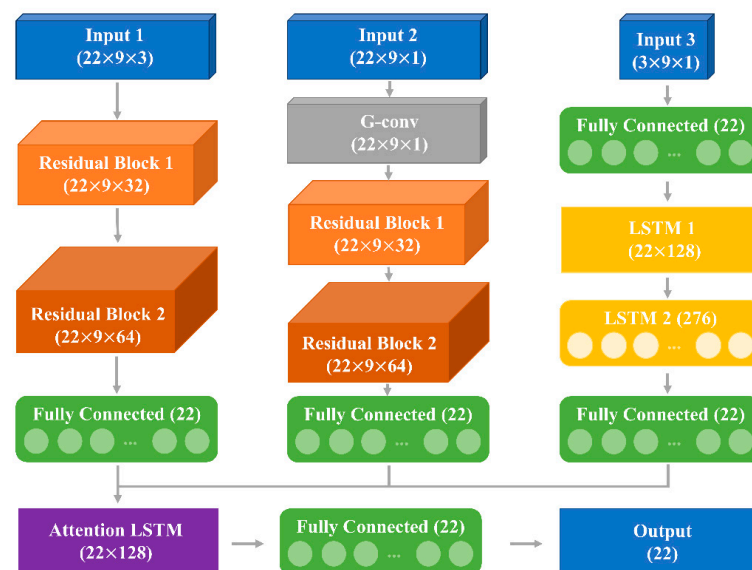 Input 1
(22×9×3)
Residual Block 1
(22×9×32)
Residual Block 2
(22×9×64)
Fully Connected (22)
...
Input 2
(22×9×1)
G-conv
(22×9×1)
Residual Block 1
(22×9×32)
Residual Block 2
(22×9×64)
Fully Connected (22)
...
Input 3
(3×9×1)
Fully Connected (22)
...
LSTM 1
(22×128)
LSTM 2 (276)
...
Fully Connected (22)
...
Attention LSTM
(22×128)
Fully Connected (22)
...
Output
(22)